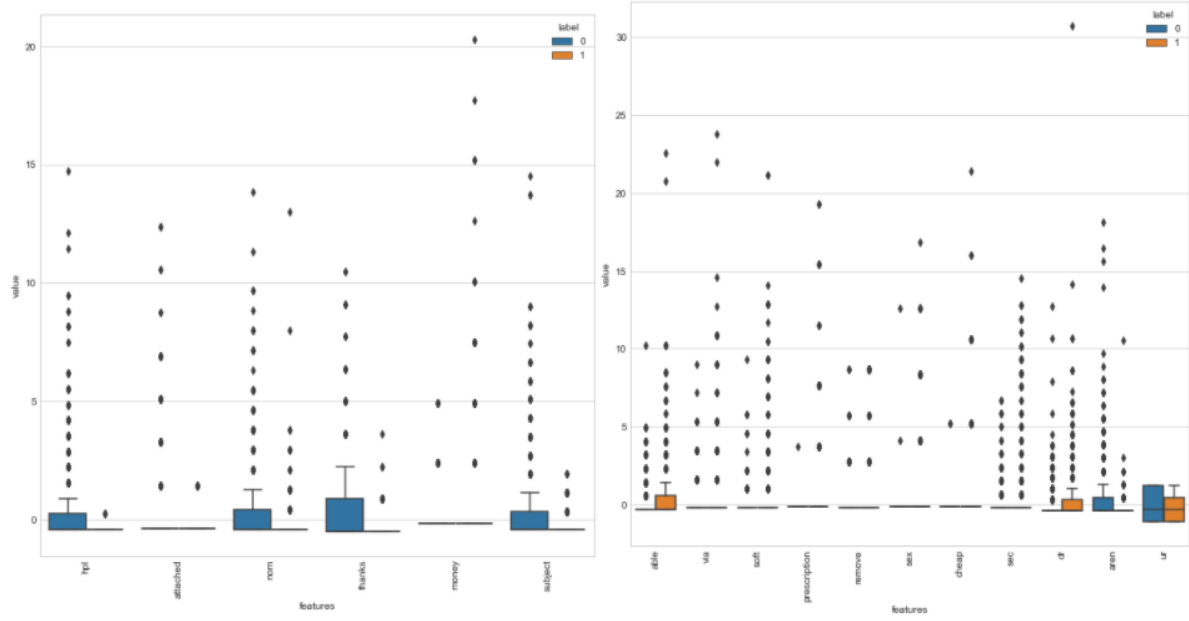 label
0
1
20
15
10
5
0
value
hpl
attached
nom
thanks
money
subject
features
label
0
1
30
25
20
15
10
5
0
value
able
via
soft
prescription
remove
sex
cheap
sec
dr
aren
ur
features